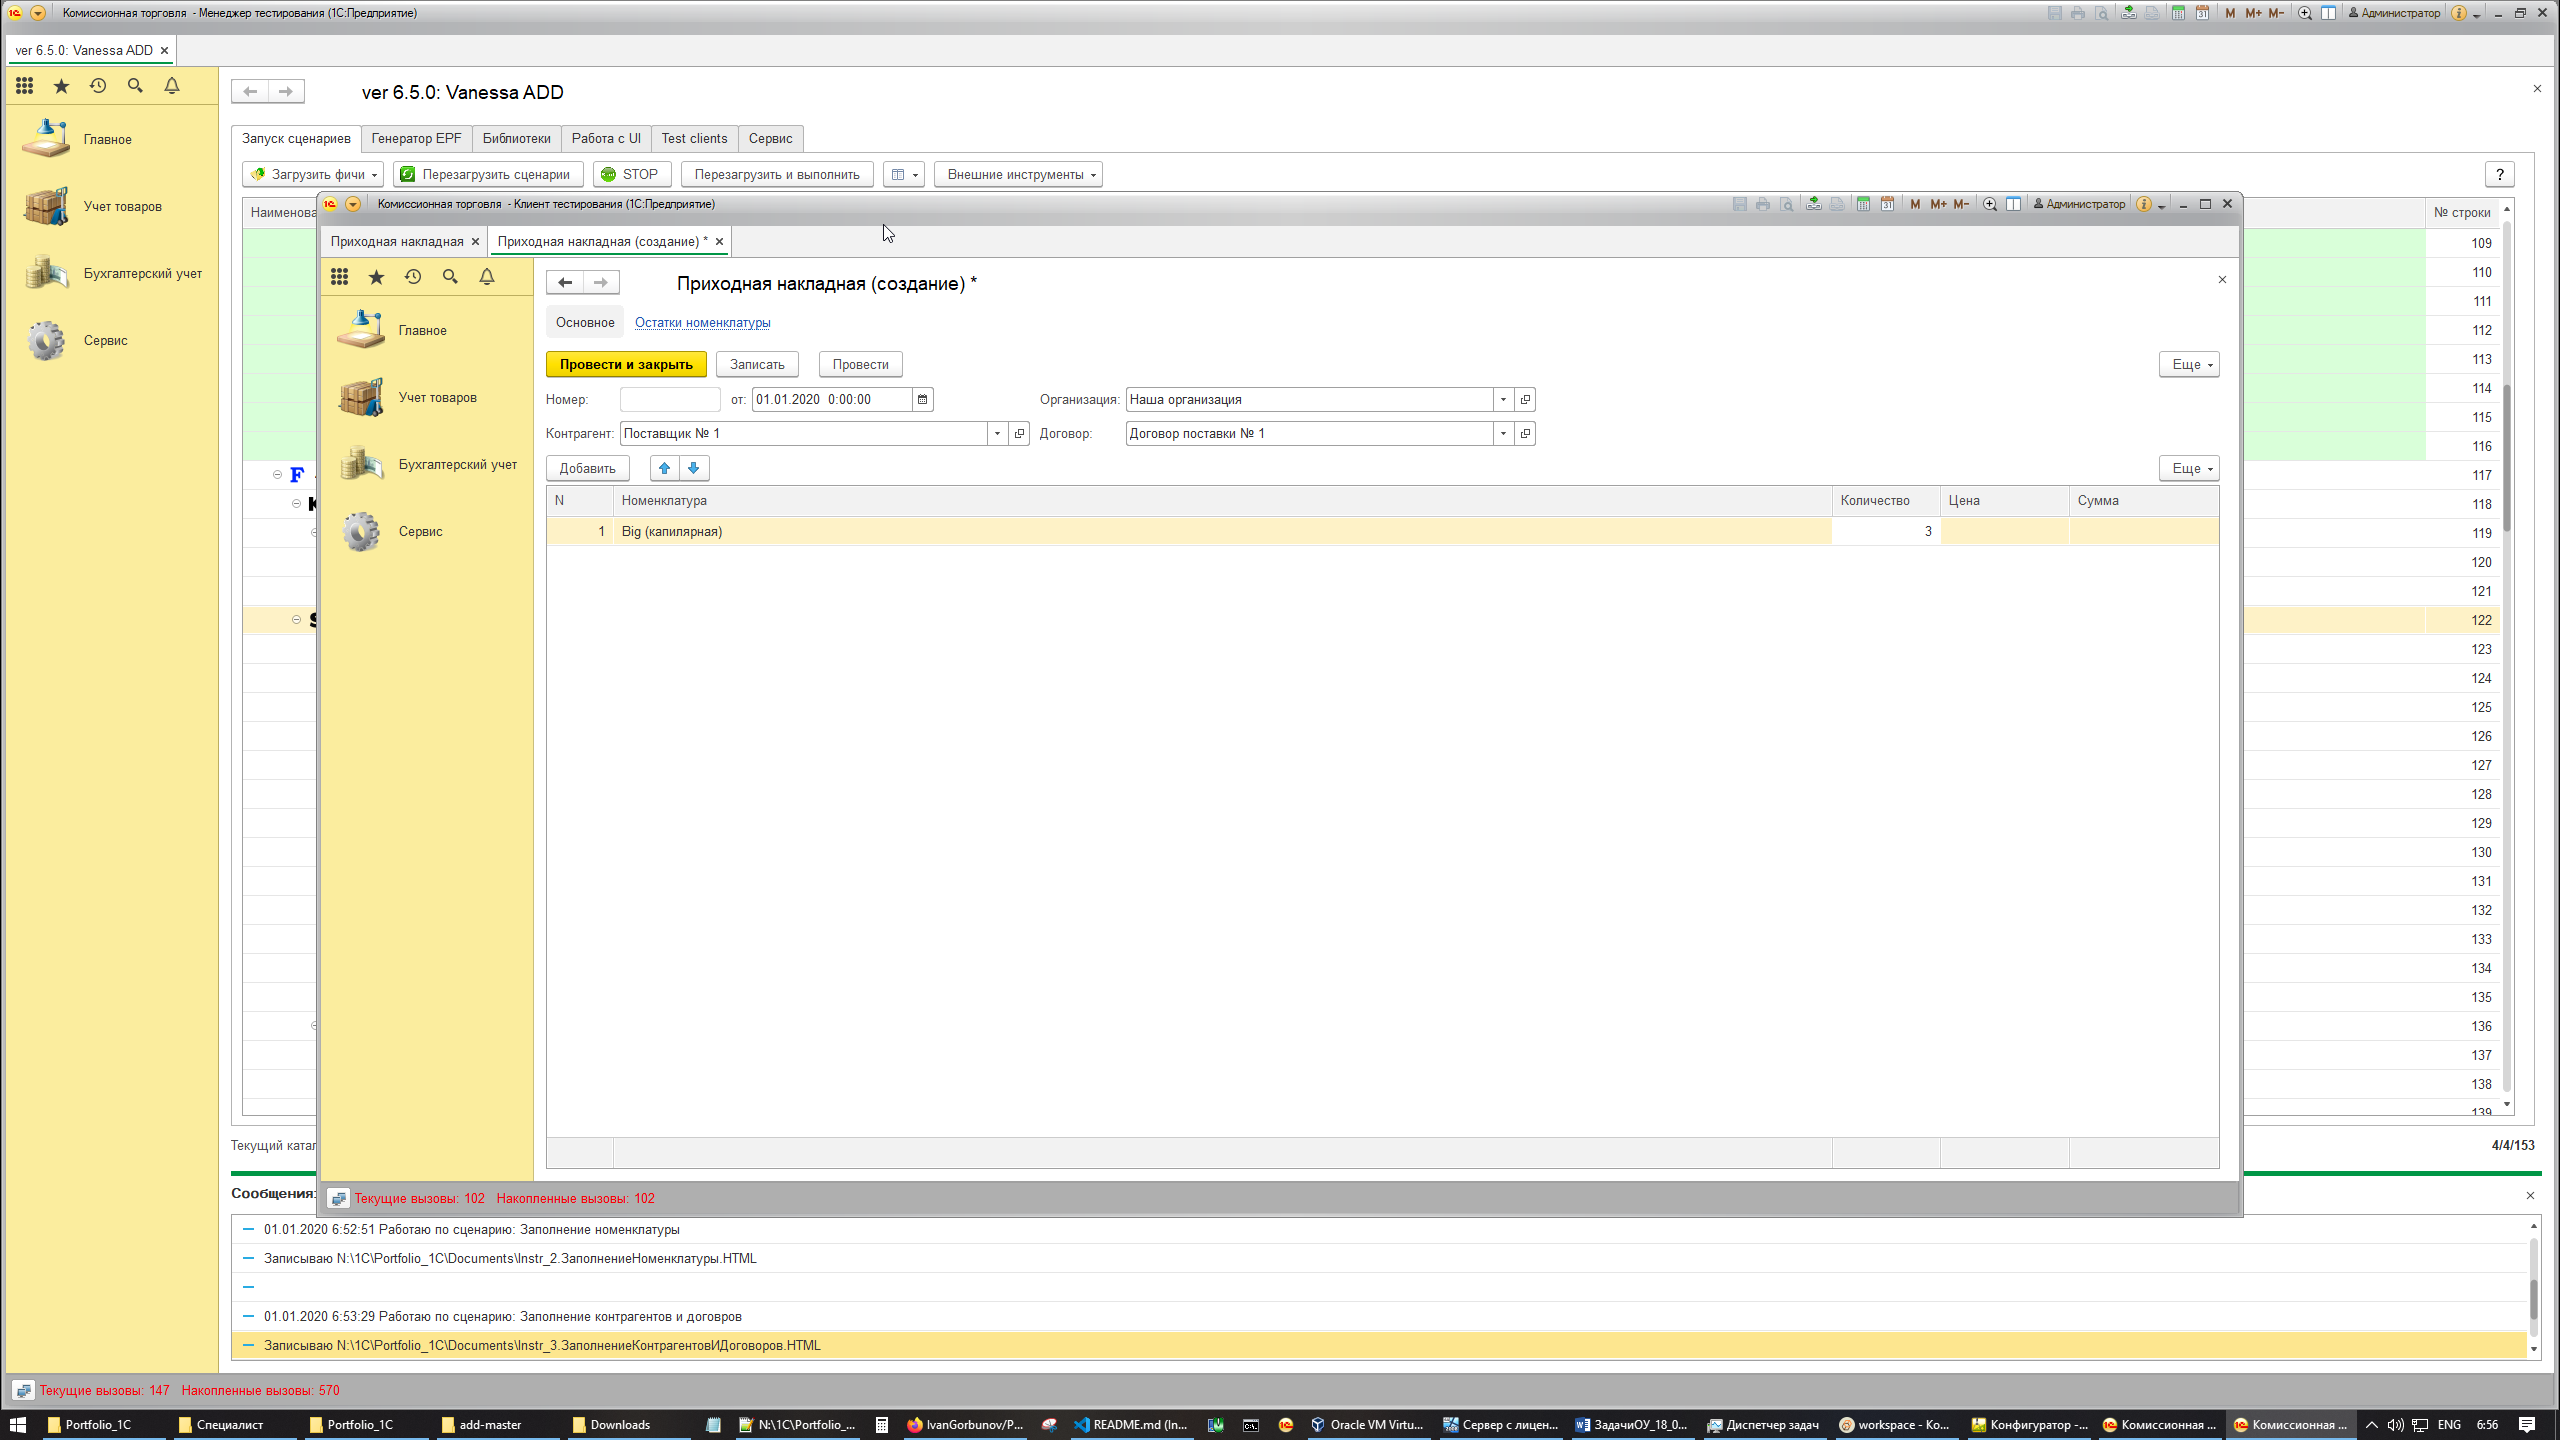 Комиссионная торговля - Менеджер тестирования (1С:Предприятие)
M M+ M- Администратор
ver 6.5.0: Vanessa ADD
ver 6.5.0: Vanessa ADD
Главное
Учет товаров
Бухгалтерский учет
Сервис
Запуск сценариев Генератор EPF Библиотеки Работа с UI Test clients Сервис
Загрузить фичи Перезагрузить сценарии STOP Перезагрузить и выполнить Внешние инструменты ?
Наименова
№ строки
109
110
111
112
113
114
115
116
117
118
119
120
121
122
123
124
125
126
127
128
129
130
131
132
133
134
135
136
137
138
139
F
Комиссионная торговля - Клиент тестирования (1С:Предприятие)
M M+ M- Администратор
Приходная накладная Приходная накладная (создание) *
Главное
Учет товаров
Бухгалтерский учет
Сервис
Приходная накладная (создание) *
Основное Остатки номенклатуры
Провести и закрыть Записать Провести Еще
Номер: от: 01.01.2020 0:00:00 Организация: Наша организация
Контрагент: Поставщик № 1 Договор: Договор поставки № 1
Добавить Еще
N Номенклатура Количество Цена Сумма
1 Big (капилярная) 3
Текущие вызовы: 102 Накопленные вызовы: 102
Текущий катал
4/4/153
Сообщения:
01.01.2020 6:52:51 Работаю по сценарию: Заполнение номенклатуры
Записываю N:\1C\Portfolio_1C\Documents\Instr_2.ЗаполнениеНоменклатуры.HTML
01.01.2020 6:53:29 Работаю по сценарию: Заполнение контрагентов и договров
Записываю N:\1C\Portfolio_1C\Documents\Instr_3.ЗаполнениеКонтрагентовИДоговоров.HTML
Текущие вызовы: 147 Накопленные вызовы: 570
Portfolio_1C Специалист Portfolio_1C add-master Downloads N:\1C\Portfolio_... IvanGorbunov/P... README.md (In... Oracle VM Virtu... Сервер с лицен... ЗадачиОУ_18_0... Диспетчер задач workspace - Ко... Конфигуратор -... Комиссионная ... Комиссионная ... ENG 6:56